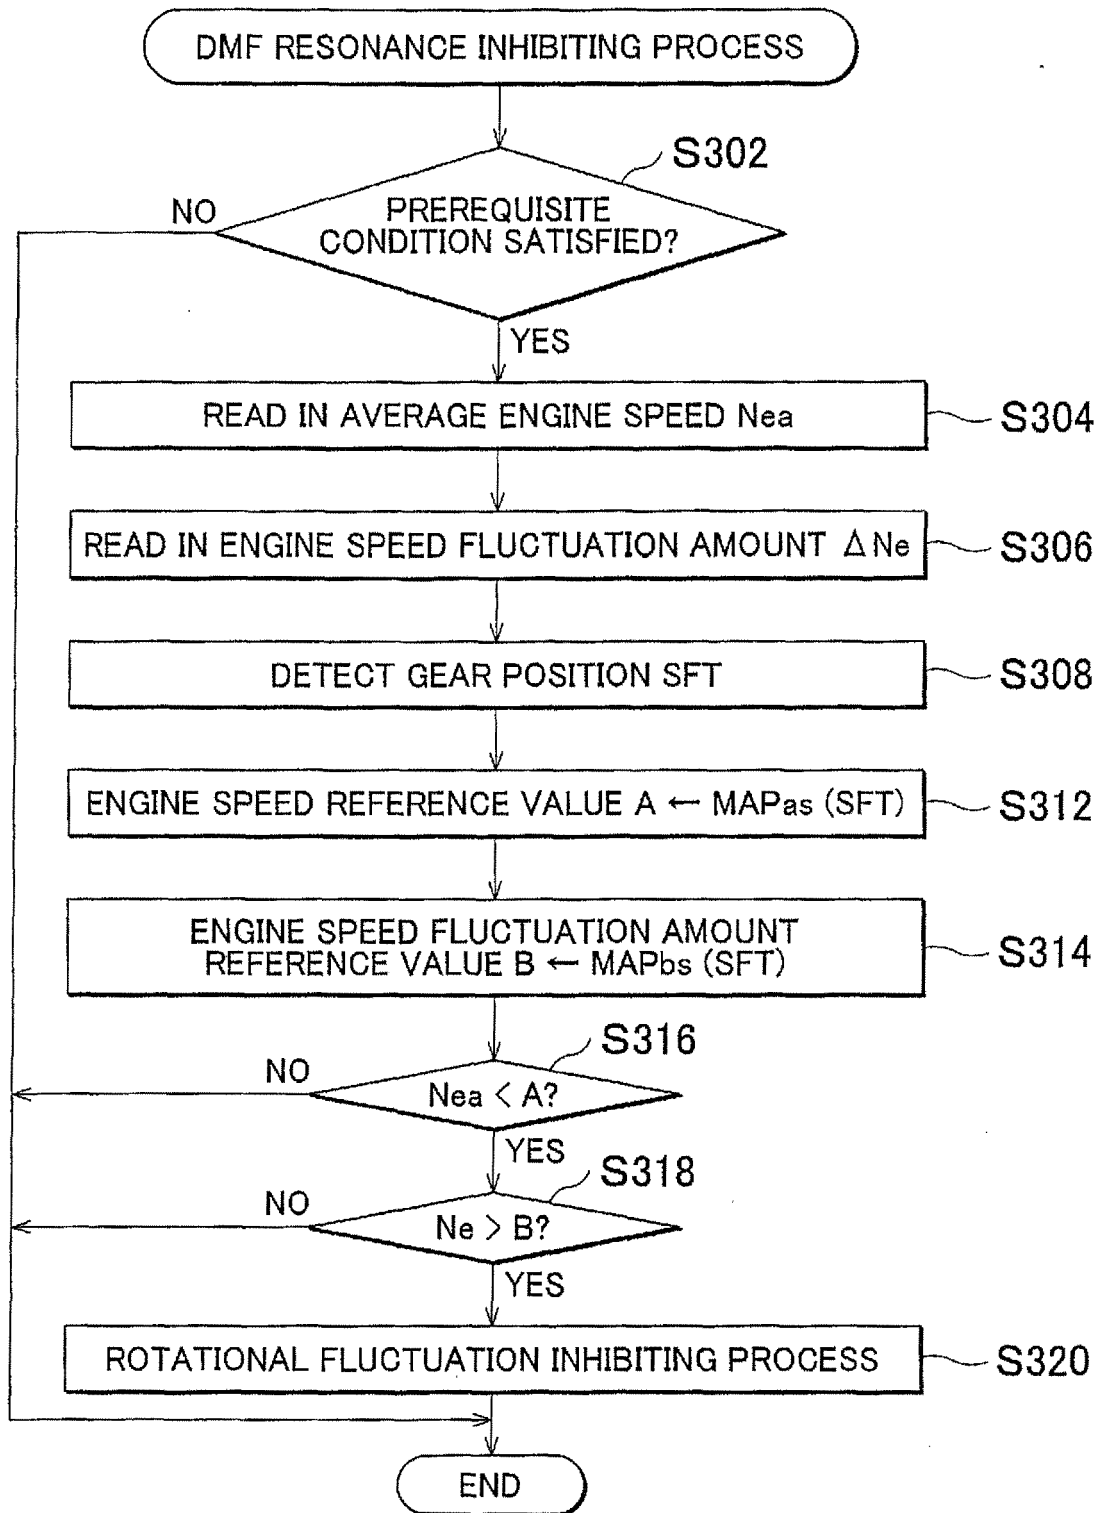 DMF RESONANCE INHIBITING PROCESS
S302
NO
PREREQUISITE
CONDITION SATISFIED?
YES
READ IN AVERAGE ENGINE SPEED Nea
S304
READ IN ENGINE SPEED FLUCTUATION AMOUNT Δ Ne
S306
DETECT GEAR POSITION SFT
S308
ENGINE SPEED REFERENCE VALUE A ← MAPas (SFT)
S312
ENGINE SPEED FLUCTUATION AMOUNT
REFERENCE VALUE B ← MAPbs (SFT)
S314
S316
NO
Nea < A?
YES
S318
NO
Ne > B?
YES
ROTATIONAL FLUCTUATION INHIBITING PROCESS
S320
END